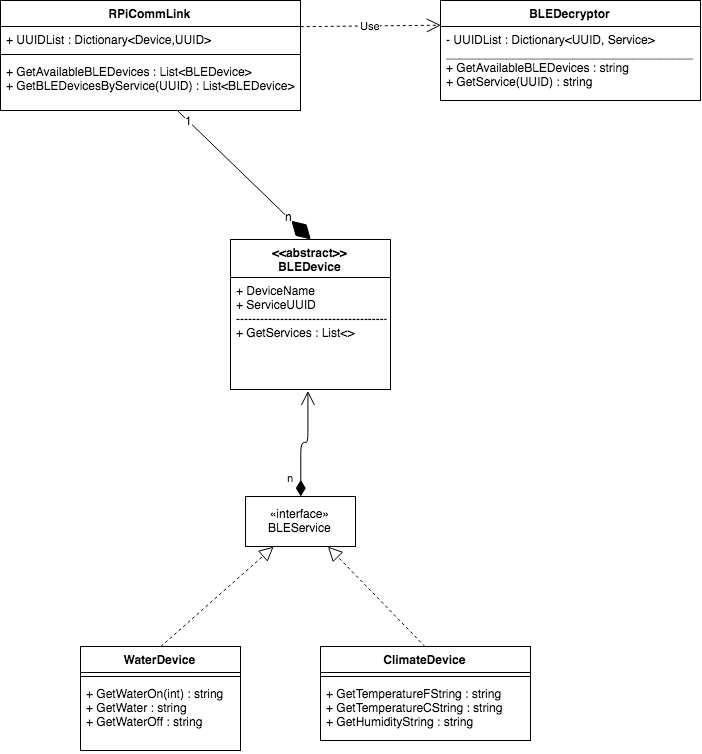 RPiCommLink
+ UUIDList : Dictionary<Device,UUID>
+ GetAvailableBLEDevices : List<BLEDevice>
+ GetBLEDevicesByService(UUID) : List<BLEDevice>
Use
BLEDecryptor
- UUIDList : Dictionary<UUID, Service>
+ GetAvailableBLEDevices : string
+ GetService(UUID) : string
1
n
<<abstract>>
BLEDevice
+ DeviceName
+ ServiceUUID
+ GetServices : List<>
n
«interface»
BLEService
WaterDevice
+ GetWaterOn(int) : string
+ GetWater : string
+ GetWaterOff : string
ClimateDevice
+ GetTemperatureFString : string
+ GetTemperatureCString : string
+ GetHumidityString : string